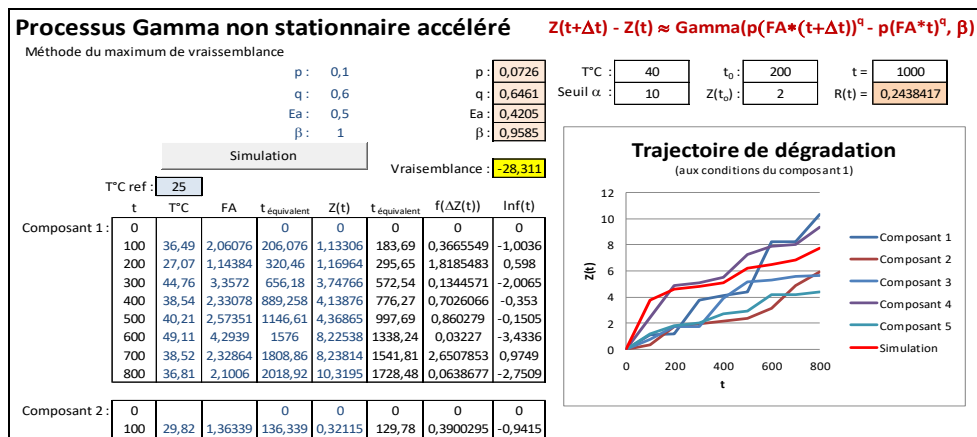 Processus Gamma non stationnaire accéléré
Z(t+Δt) - Z(t) ≈ Gamma(p(FA*(t+Δt))^q - p(FA*t)^q, β)
Méthode du maximum de vraissemblance
p : 0,1 p : 0,0726
q : 0,6 q : 0,6461
Ea : 0,5 Ea : 0,4205
β : 1 β : 0,9585
T°C : 40 t₀ : 200 t = 1000
Seuil α : 10 Z(t₀) : 2 R(t) = 0,2438417
Simulation
Vraisemblance : -28,311
T°C ref : 25
t T°C FA t équivalent Z(t) t équivalent f(ΔZ(t)) lnf(t)
Composant 1 : 0 0 0 0 0 0
100 36,49 2,06076 206,076 1,13306 183,69 0,3665549 -1,0036
200 27,07 1,14384 320,46 1,16964 295,65 1,8185483 0,598
300 44,76 3,3572 656,18 3,74766 572,54 0,1344571 -2,0065
400 38,54 2,33078 889,258 4,13876 776,27 0,7026066 -0,353
500 40,21 2,57351 1146,61 4,36865 997,69 0,860279 -0,1505
600 49,11 4,2939 1576 8,22538 1338,24 0,03227 -3,4336
700 38,52 2,32864 1808,86 8,23814 1541,81 2,6507853 0,9749
800 36,81 2,1006 2018,92 10,3195 1728,48 0,0638677 -2,7509
Composant 2 : 0 0 0 0 0 0
100 29,82 1,36339 136,339 0,32115 129,78 0,3900295 -0,9415
Trajectoire de dégradation
(aux conditions du composant 1)
Z(t)
12
10
8
6
4
2
0
0 200 400 600 800
t
Composant 1
Composant 2
Composant 3
Composant 4
Composant 5
Simulation